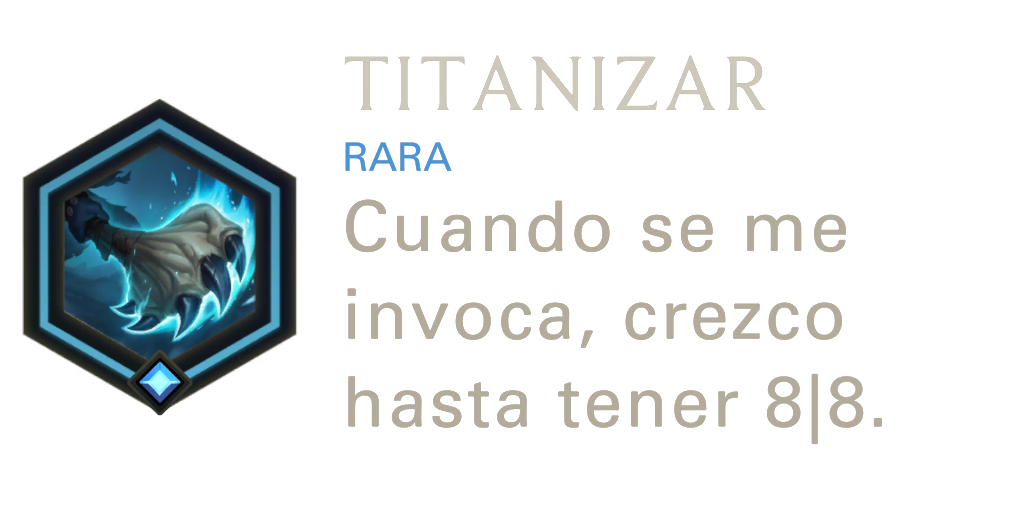 TITANIZAR
RARA
Cuando se me
invoca, crezco
hasta tener 8|8.